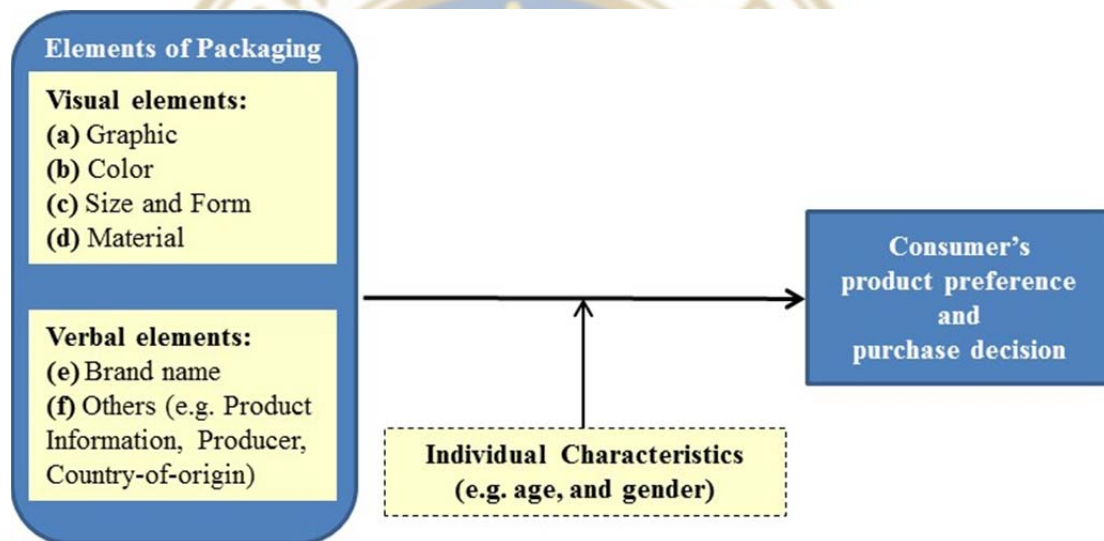 Elements of Packaging
Visual elements:
(a) Graphic
(b) Color
(c) Size and Form
(d) Material
Verbal elements:
(e) Brand name
(f) Others (e.g. Product
Information, Producer,
Country-of-origin)
Individual Characteristics
(e.g. age, and gender)
Consumer’s
product preference
and
purchase decision